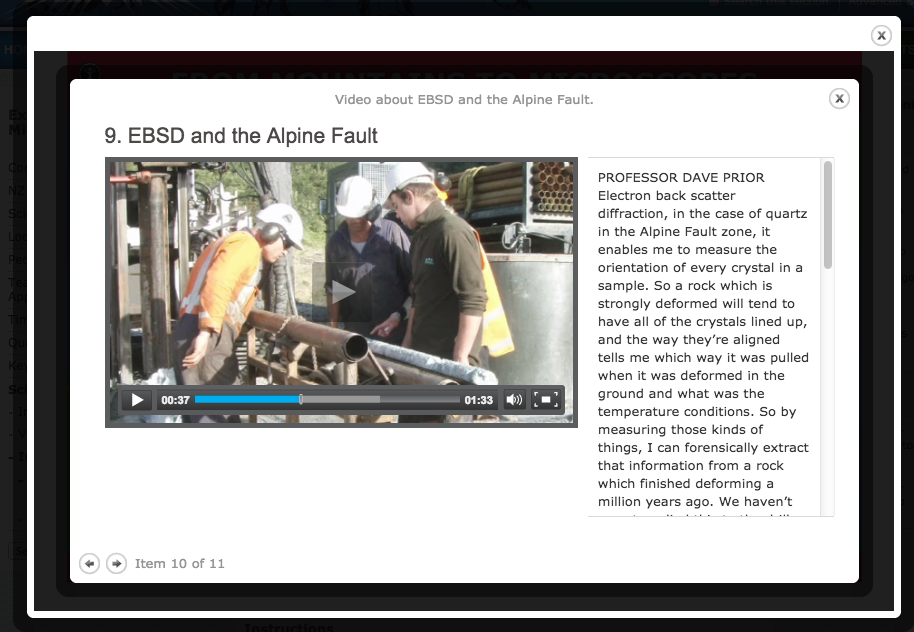 FROM MOUNTAINS TO MICROSCOPES
Video about EBSD and the Alpine Fault.
9. EBSD and the Alpine Fault
PROFESSOR DAVE PRIOR
Electron back scatter
diffraction, in the case of quartz
in the Alpine Fault zone, it
enables me to measure the
orientation of every crystal in a
sample. So a rock which is
strongly deformed will tend to
have all of the crystals lined up,
and the way they're aligned
tells me which way it was pulled
when it was deformed in the
ground and what was the
temperature conditions. So by
measuring those kinds of
things, I can forensically extract
that information from a rock
which finished deforming a
million years ago. We haven't
00:37
01:33
Item 10 of 11
Instructions